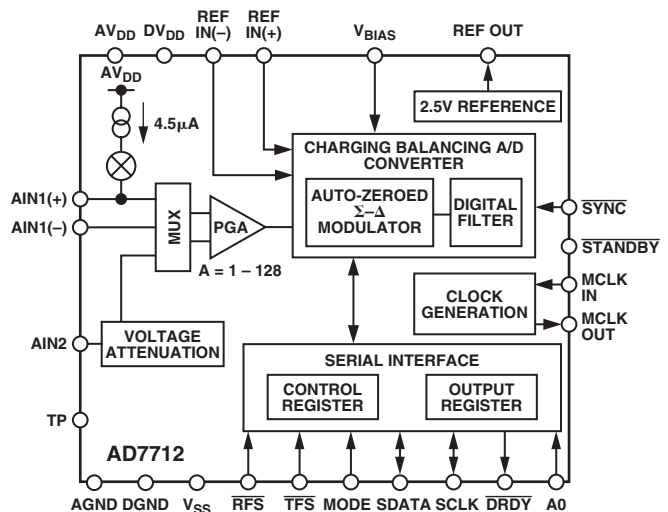 REF REF
AVDD DVDD IN(–) IN(+) VBIAS REF OUT
AVDD
4.5µA
2.5V REFERENCE
CHARGING BALANCING A/D
CONVERTER
AUTO-ZEROED
Σ–Δ
MODULATOR
DIGITAL
FILTER
AIN1(+)
AIN1(–)
MUX
PGA
A = 1 – 128
SYNC
STANDBY
MCLK
IN
CLOCK
GENERATION
MCLK
OUT
AIN2
VOLTAGE
ATTENUATION
SERIAL INTERFACE
CONTROL
REGISTER
OUTPUT
REGISTER
TP
AD7712
AGND DGND VSS RFS TFS MODE SDATA SCLK DRDY A0